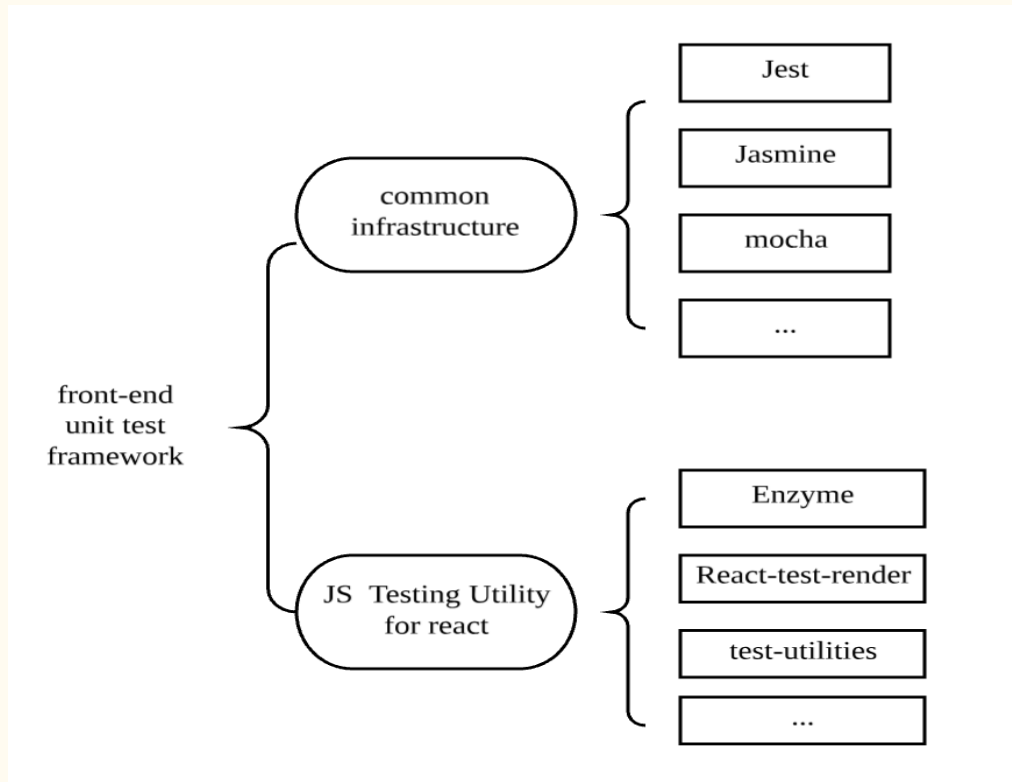 Jest
common
infrastructure
Jasmine
mocha
...
front-end
unit test
framework
Enzyme
JS  Testing Utility
for react
React-test-render
test-utilities
...